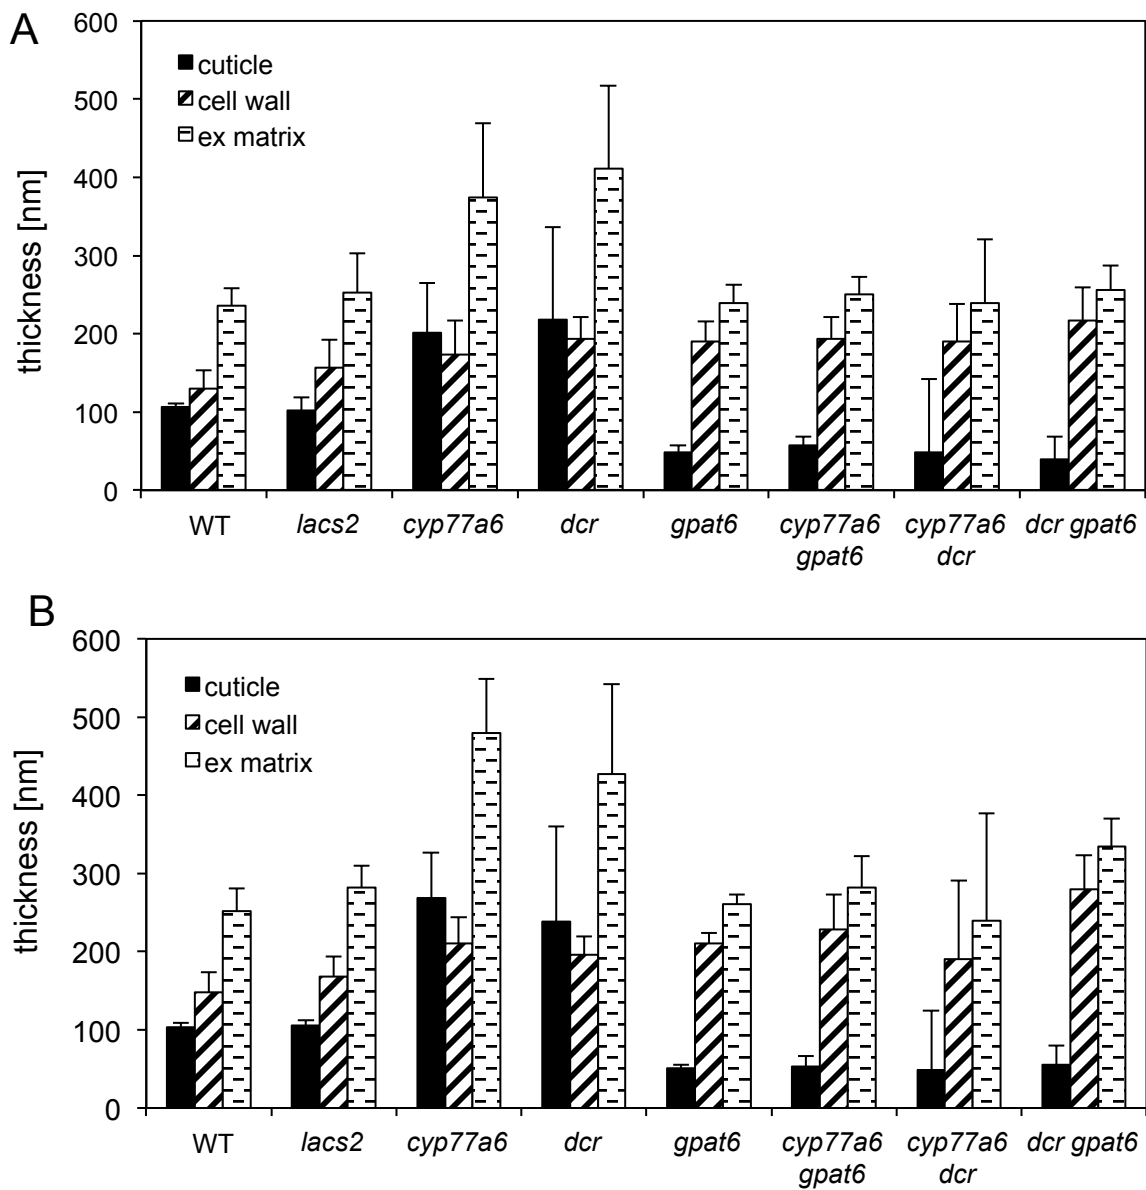 A
600
500
400
300
200
100
0
thickness [nm]
cuticle
cell wall
ex matrix
WT lacs2 cyp77a6 dcr gpat6 cyp77a6 cyp77a6 dcr gpat6
gpat6 dcr
B
600
500
400
300
200
100
0
thickness [nm]
cuticle
cell wall
ex matrix
WT lacs2 cyp77a6 dcr gpat6 cyp77a6 cyp77a6 dcr gpat6
gpat6 dcr